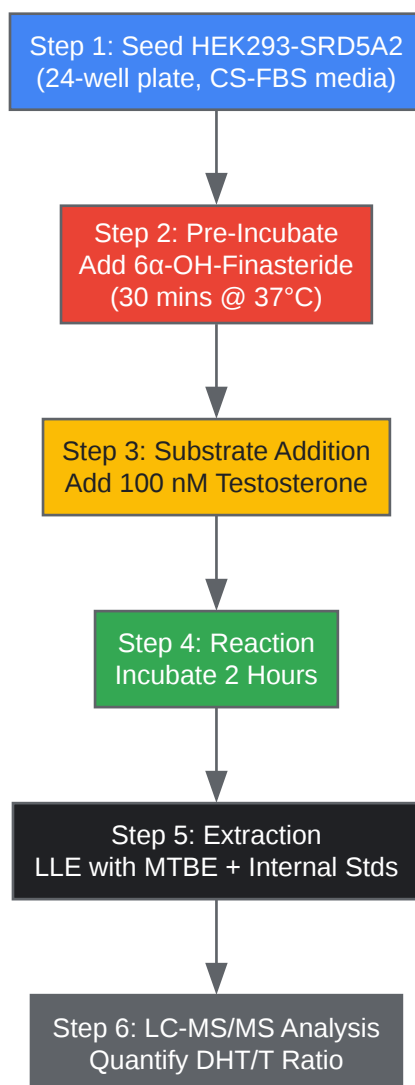 Step 1: Seed HEK293-SRD5A2
(24-well plate, CS-FBS media)
Step 2: Pre-Incubate
Add 6α-OH-Finasteride
(30 mins @ 37°C)
Step 3: Substrate Addition
Add 100 nM Testosterone
Step 4: Reaction
Incubate 2 Hours
Step 5: Extraction
LLE with MTBE + Internal Stds
Step 6: LC-MS/MS Analysis
Quantify DHT/T Ratio